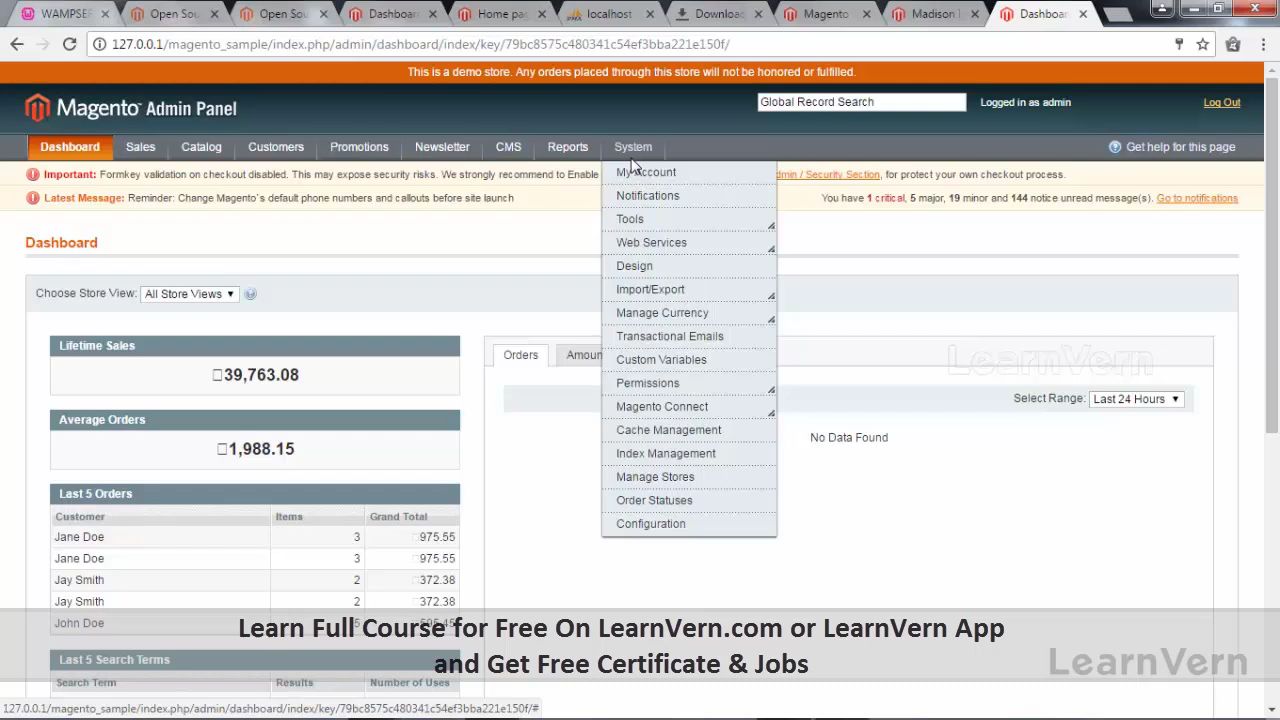 WAMPSEF
Open Sou
Open Sou
Dashboar
Home pa
localhost
Download
Magento
Madison I
Dashboar
127.0.0.1/magento_sample/index.php/admin/dashboard/index/key/79bc8575c480341c54ef3bba221e150f/
This is a demo store. Any orders placed through this store will not be honored or fulfilled.
Magento Admin Panel
Global Record Search
Logged in as admin
Log Out
Dashboard Sales Catalog Customers Promotions Newsletter CMS Reports System
Get help for this page
Important: Formkey validation on checkout disabled. This may expose security risks. We strongly recommend to Enable
dmin / Security Section, for protect your own checkout process.
Latest Message: Reminder: Change Magento`s default phone numbers and callouts before site launch
You have 1 critical, 5 major, 19 minor and 144 notice unread message(s). Go to notifications
My Account
Notifications
Tools
Web Services
Design
Import/Export
Manage Currency
Transactional Emails
Custom Variables
Permissions
Magento Connect
Cache Management
Index Management
Manage Stores
Order Statuses
Configuration
Dashboard
Choose Store View: All Store Views
Lifetime Sales
39,763.08
Average Orders
1,988.15
Last 5 Orders
Customer Items Grand Total
Jane Doe 3 975.55
Jane Doe 3 975.55
Jay Smith 2 372.38
Jay Smith 2 372.38
John Doe
Last 5 Search Terms
Search Term Results Number of Uses
Orders
Amoun
LearnVern
Select Range: Last 24 Hours
No Data Found
Learn Full Course for Free On LearnVern.com or LearnVern App
and Get Free Certificate & Jobs
LearnVern
127.0.0.1/magento_sample/index.php/admin/dashboard/index/key/79bc8575c480341c54ef3bba221e150f/#